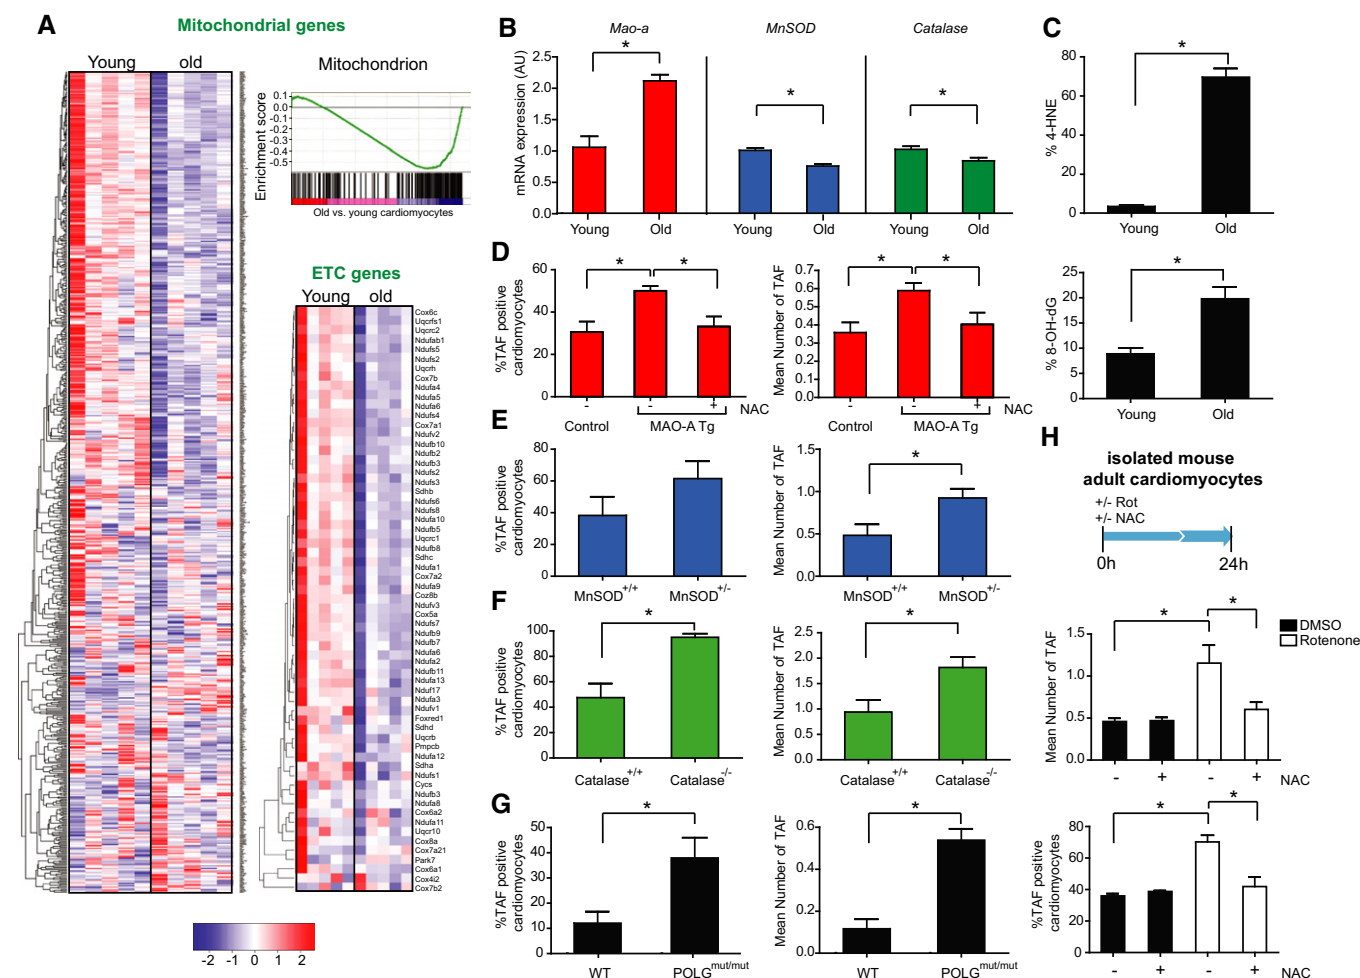 A
Mitochondrial genes
Young old
Mitochondrion
Enrichment score
0.1
0.0
-0.1
-0.2
-0.3
-0.4
-0.5
Old vs. young cardiomyocytes
ETC genes
Young old
Cox6c
Uqcrfs1
Uqcrc2
Ndufab1
Ndufs5
Ndufs2
Uqcrh
Cox7b
Ndufa4
Ndufa5
Ndufa6
Ndufs4
Cox7a1
Ndufv2
Ndufb10
Ndufb2
Ndufb3
Ndufs2
Ndufs3
Sdhb
Ndufs6
Ndufs8
Ndufa10
Ndufb5
Uqcrc1
Ndufb8
Sdhc
Ndufa1
Cox7a2
Ndufa9
Coz8b
Ndufv3
Cox5a
Ndufs7
Ndufb9
Ndufb7
Ndufa6
Ndufa2
Ndufb11
Ndufa13
Nduf17
Ndufa3
Ndufv1
Foxred1
Sdhd
Uqcrb
Pmpcb
Ndufa12
Sdha
Ndufs1
Cycs
Ndufb3
Ndufa8
Cox6a2
Ndufa11
Uqcr10
Cox8a
Cox7a21
Park7
Cox6a1
Cox4i2
Cox7b2
-2 -1 0 1 2
B
Mao-a MnSOD Catalase
mRNA expression (AU)
2.5
2.0
1.5
1.0
0.5
0.0
* * *
Young Old Young Old Young Old
C
% 4-HNE
80
60
40
20
0
*
Young Old
% 8-OH-dG
25
20
15
10
5
0
*
Young Old
D
%TAF positive
cardiomyocytes
60
40
20
0
* *
- - + NAC
Control MAO-A Tg
Mean Number of TAF
0.7
0.6
0.5
0.4
0.3
0.2
0.1
0.0
* *
- - + NAC
Control MAO-A Tg
E
%TAF positive
cardiomyocytes
80
60
40
20
0
MnSOD+/+ MnSOD+/-
Mean Number of TAF
1.5
1.0
0.5
0.0
*
MnSOD+/+ MnSOD+/-
F
%TAF positive
cardiomyocytes
100
80
60
40
20
0
*
Catalase+/+ Catalase-/-
Mean Number of TAF
2.5
2.0
1.5
1.0
0.5
0.0
*
Catalase+/+ Catalase-/-
G
%TAF positive
cardiomyocytes
50
40
30
20
10
0
*
WT POLGmut/mut
Mean Number of TAF
0.6
0.4
0.2
0.0
*
WT POLGmut/mut
H
isolated mouse
adult cardiomyocytes
+/- Rot
+/- NAC
0h 24h
DMSO
Rotenone
Mean Number of TAF
1.5
1.0
0.5
0.0
* *
- + - + NAC
%TAF positive
cardiomyocytes
80
60
40
20
0
* *
- + - + NAC